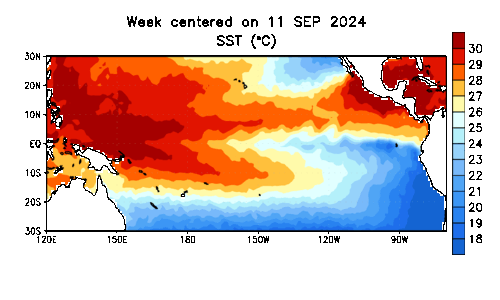 Week centered on 11 SEP 2024
SST (°C)
30N
20N
10N
EQ
10S
20S
30S
120E 150E 180 150W 120W 90W
30
29
28
27
26
25
24
23
22
21
20
19
18